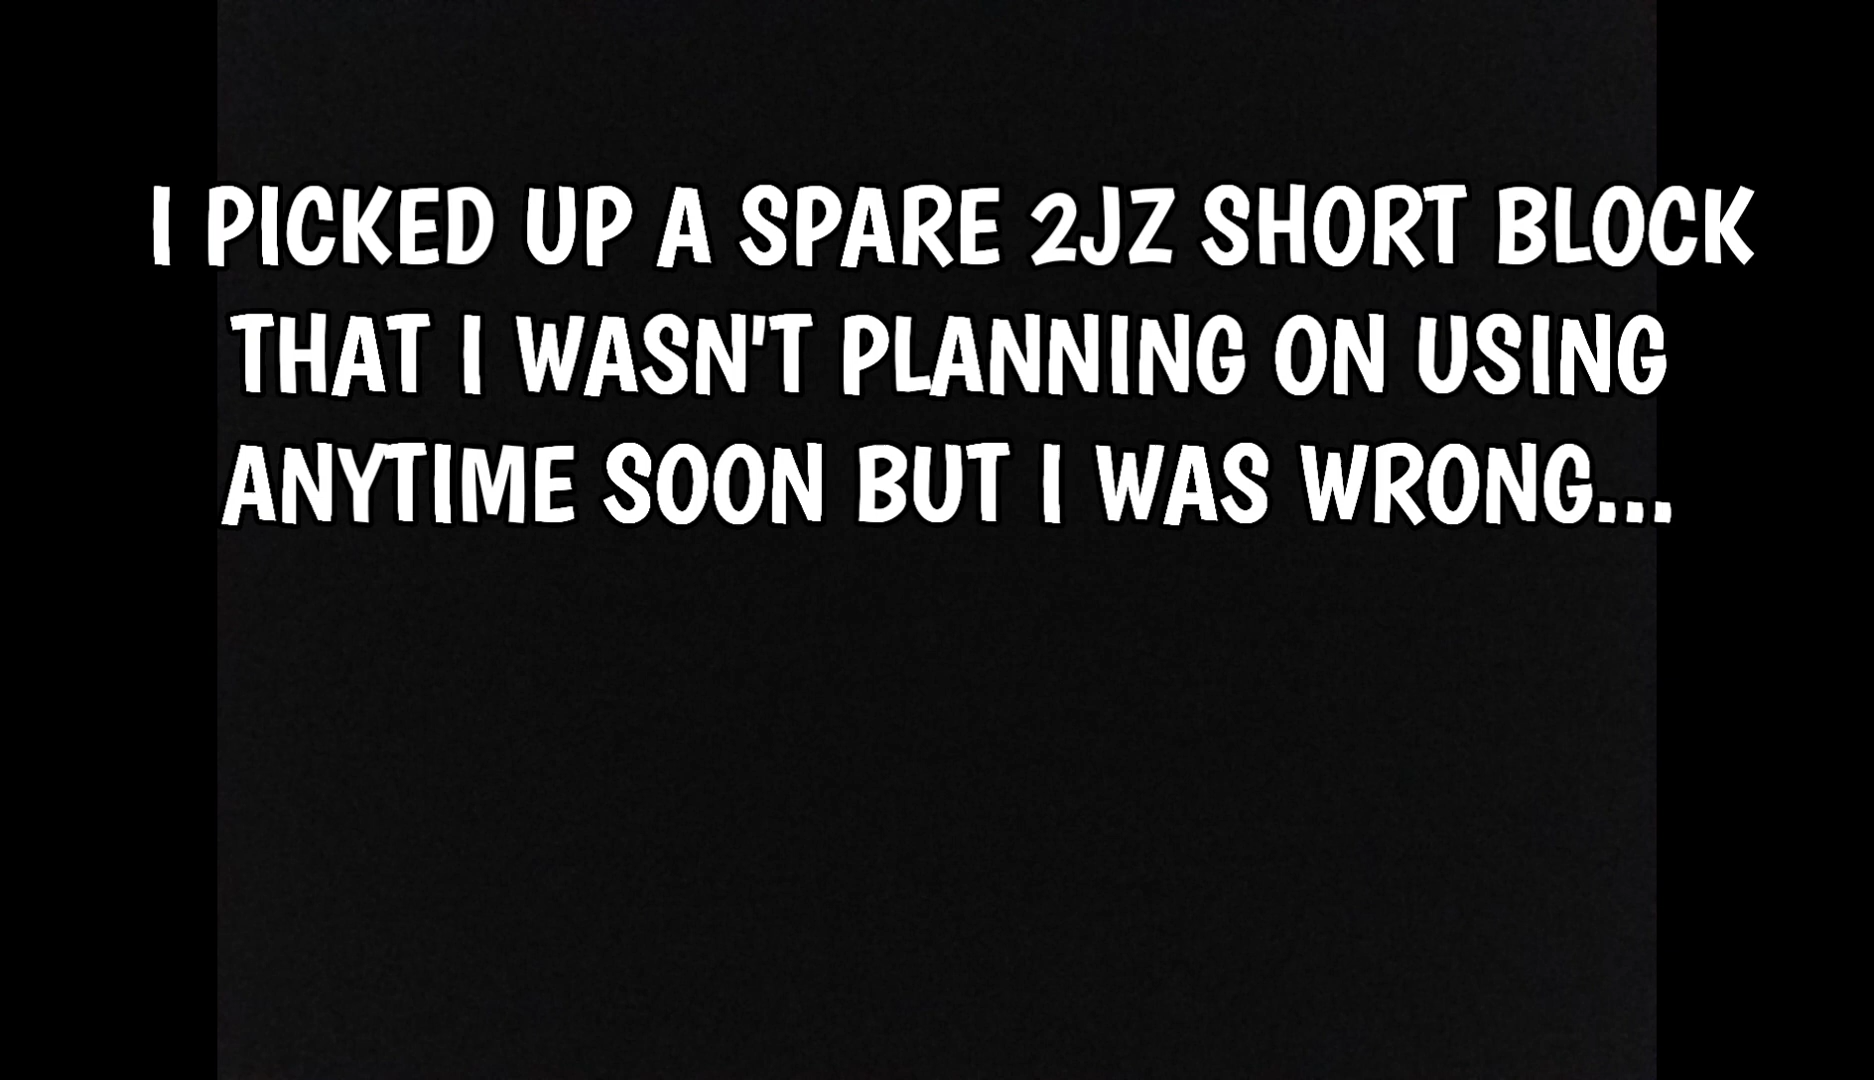 I PICKED UP A SPARE 2JZ SHORT BLOCK
THAT I WASN'T PLANNING ON USING
ANYTIME SOON BUT I WAS WRONG...